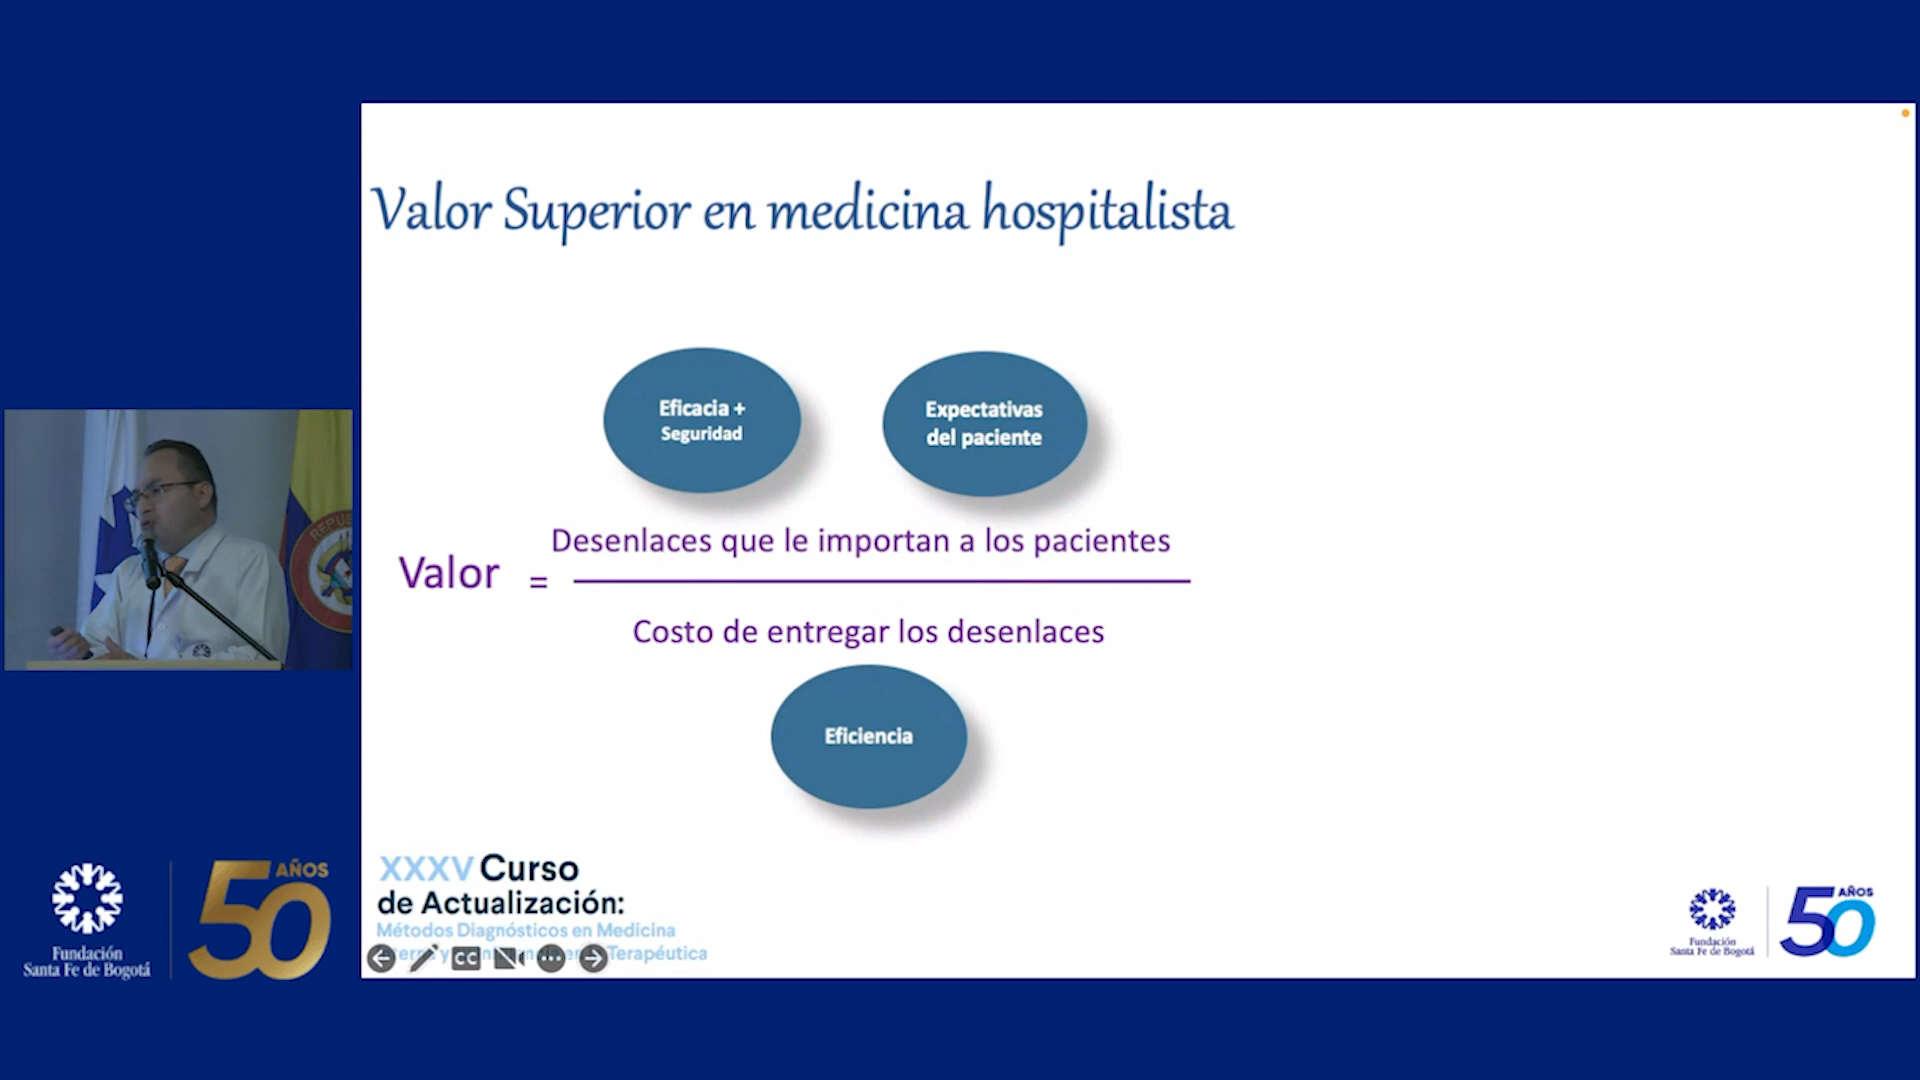 Valor Superior en medicina hospitalista
Eficacia +
Seguridad
Expectativas
del paciente
Desenlaces que le importan a los pacientes
Valor =
Costo de entregar los desenlaces
Eficiencia
XXXV Curso
de Actualización:
Métodos Diagnósticos en Medicina
Terapéutica
CC
Fundación
Santa Fe de Bogotá
50 AÑOS
Fundación
Santa Fe de Bogotá
50 AÑOS